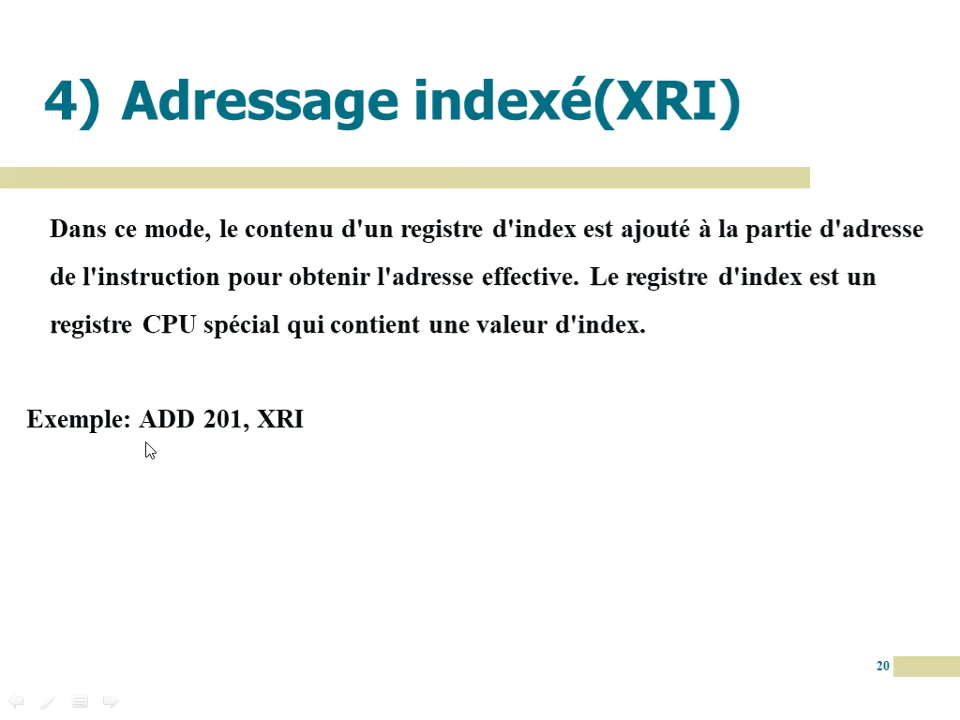 4) Adressage indexé(XRI)
Dans ce mode, le contenu d'un registre d'index est ajouté à la partie d'adresse
de l'instruction pour obtenir l'adresse effective. Le registre d'index est un
registre CPU spécial qui contient une valeur d'index.
Exemple: ADD 201, XRI
20